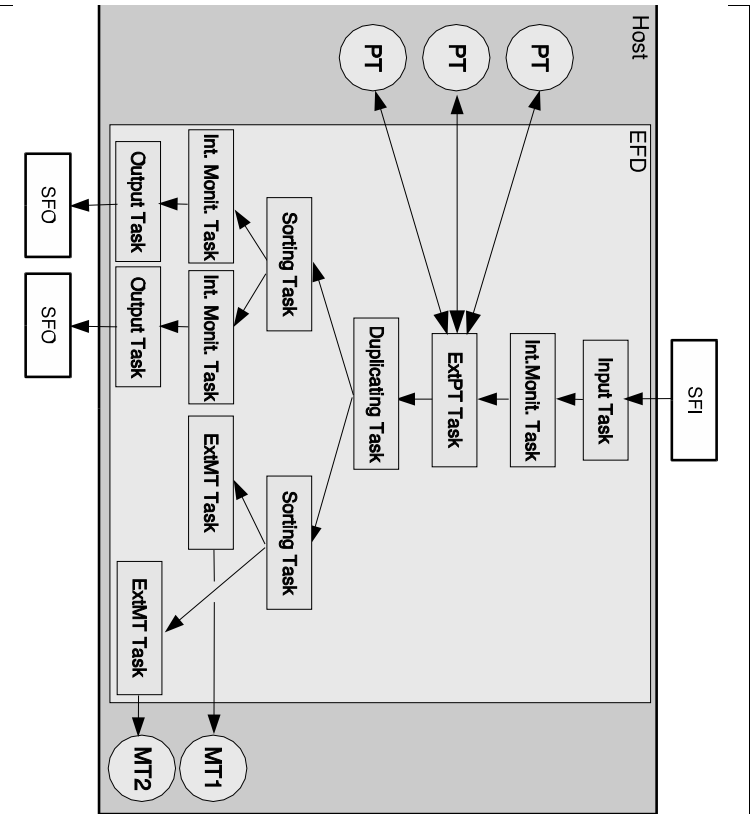 SFI
Host
EFD
Input Task
PT
Int.Monit. Task
PT
ExtPT Task
PT
Duplicating Task
Sorting Task
Sorting Task
Int. Monit. Task
Int. Monit. Task
ExtMT Task
MT1
Output Task
Output Task
ExtMT Task
MT2
SFO
SFO